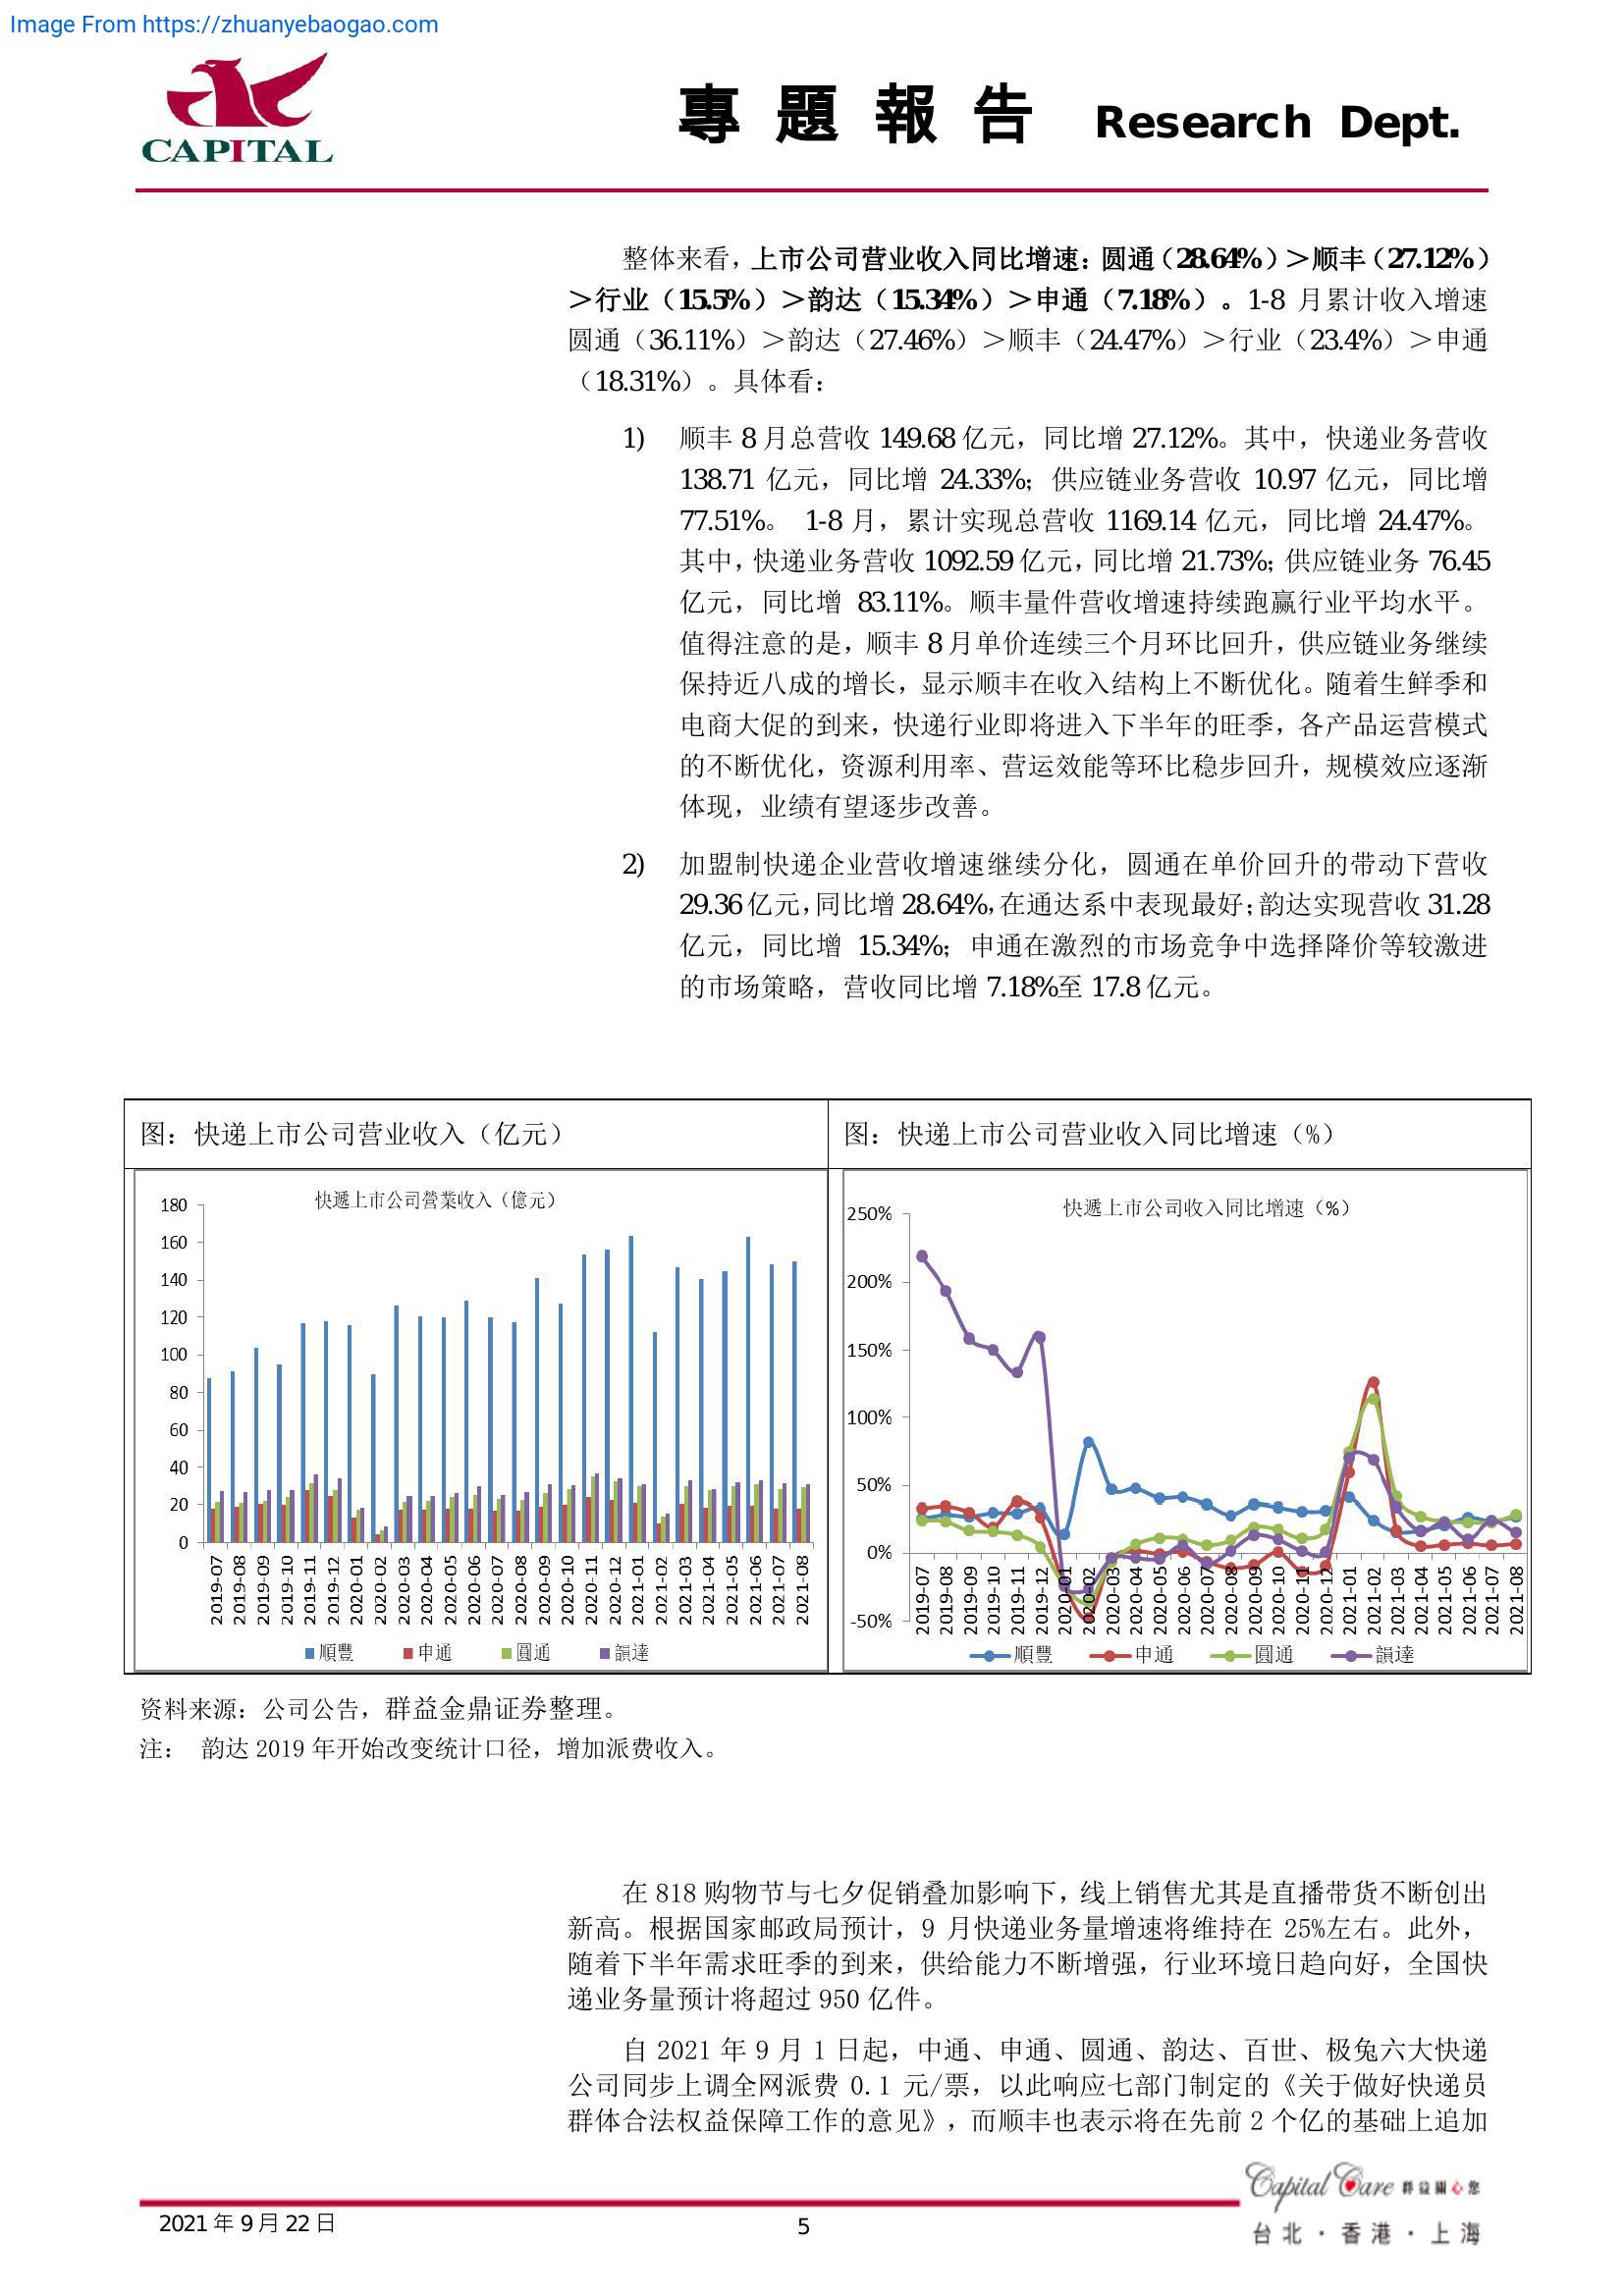 Image From https://zhuanyebaogao.com
CAPITAL
專 題 報 告 Research Dept.
整体来看，上市公司营业收入同比增速：圆通（28.64%）＞顺丰（27.12%）
＞行业（15.5%）＞韵达（15.34%）＞申通（7.18%）。1-8 月累计收入增速
圆通（36.11%）＞韵达（27.46%）＞顺丰（24.47%）＞行业（23.4%）＞申通
（18.31%）。具体看：
1) 顺丰 8 月总营收 149.68 亿元，同比增 27.12%。其中，快递业务营收
138.71 亿元，同比增 24.33%；供应链业务营收 10.97 亿元，同比增
77.51%。 1-8 月，累计实现总营收 1169.14 亿元，同比增 24.47%。
其中，快递业务营收 1092.59 亿元，同比增 21.73%；供应链业务 76.45
亿元，同比增 83.11%。顺丰量件营收增速持续跑赢行业平均水平。
值得注意的是，顺丰 8 月单价连续三个月环比回升，供应链业务继续
保持近八成的增长，显示顺丰在收入结构上不断优化。随着生鲜季和
电商大促的到来，快递行业即将进入下半年的旺季，各产品运营模式
的不断优化，资源利用率、营运效能等环比稳步回升，规模效应逐渐
体现，业绩有望逐步改善。
2) 加盟制快递企业营收增速继续分化，圆通在单价回升的带动下营收
29.36 亿元，同比增 28.64%，在通达系中表现最好；韵达实现营收 31.28
亿元，同比增 15.34%；申通在激烈的市场竞争中选择降价等较激进
的市场策略，营收同比增 7.18%至 17.8 亿元。
图：快递上市公司营业收入（亿元）
快遞上市公司營業收入（億元）
180
160
140
120
100
80
60
40
20
0
2019-07 2019-08 2019-09 2019-10 2019-11 2019-12 2020-01 2020-02 2020-03 2020-04 2020-05 2020-06 2020-07 2020-08 2020-09 2020-10 2020-11 2020-12 2021-01 2021-02 2021-03 2021-04 2021-05 2021-06 2021-07 2021-08
順豐 申通 圓通 韻達
图：快递上市公司营业收入同比增速（%）
快遞上市公司收入同比增速（%）
250%
200%
150%
100%
50%
0%
-50%
2019-07 2019-08 2019-09 2019-10 2019-11 2019-12 2020-01 2020-02 2020-03 2020-04 2020-05 2020-06 2020-07 2020-08 2020-09 2020-10 2020-11 2020-12 2021-01 2021-02 2021-03 2021-04 2021-05 2021-06 2021-07 2021-08
順豐 申通 圓通 韻達
资料来源：公司公告，群益金鼎证券整理。
注： 韵达 2019 年开始改变统计口径，增加派费收入。
在 818 购物节与七夕促销叠加影响下，线上销售尤其是直播带货不断创出
新高。根据国家邮政局预计，9 月快递业务量增速将维持在 25%左右。此外，
随着下半年需求旺季的到来，供给能力不断增强，行业环境日趋向好，全国快
递业务量预计将超过 950 亿件。
自 2021 年 9 月 1 日起，中通、申通、圆通、韵达、百世、极兔六大快递
公司同步上调全网派费 0.1 元/票，以此响应七部门制定的《关于做好快递员
群体合法权益保障工作的意见》，而顺丰也表示将在先前 2 个亿的基础上追加
Capital Care 群益關心您
2021 年 9 月 22 日
5
台北‧香港‧上海